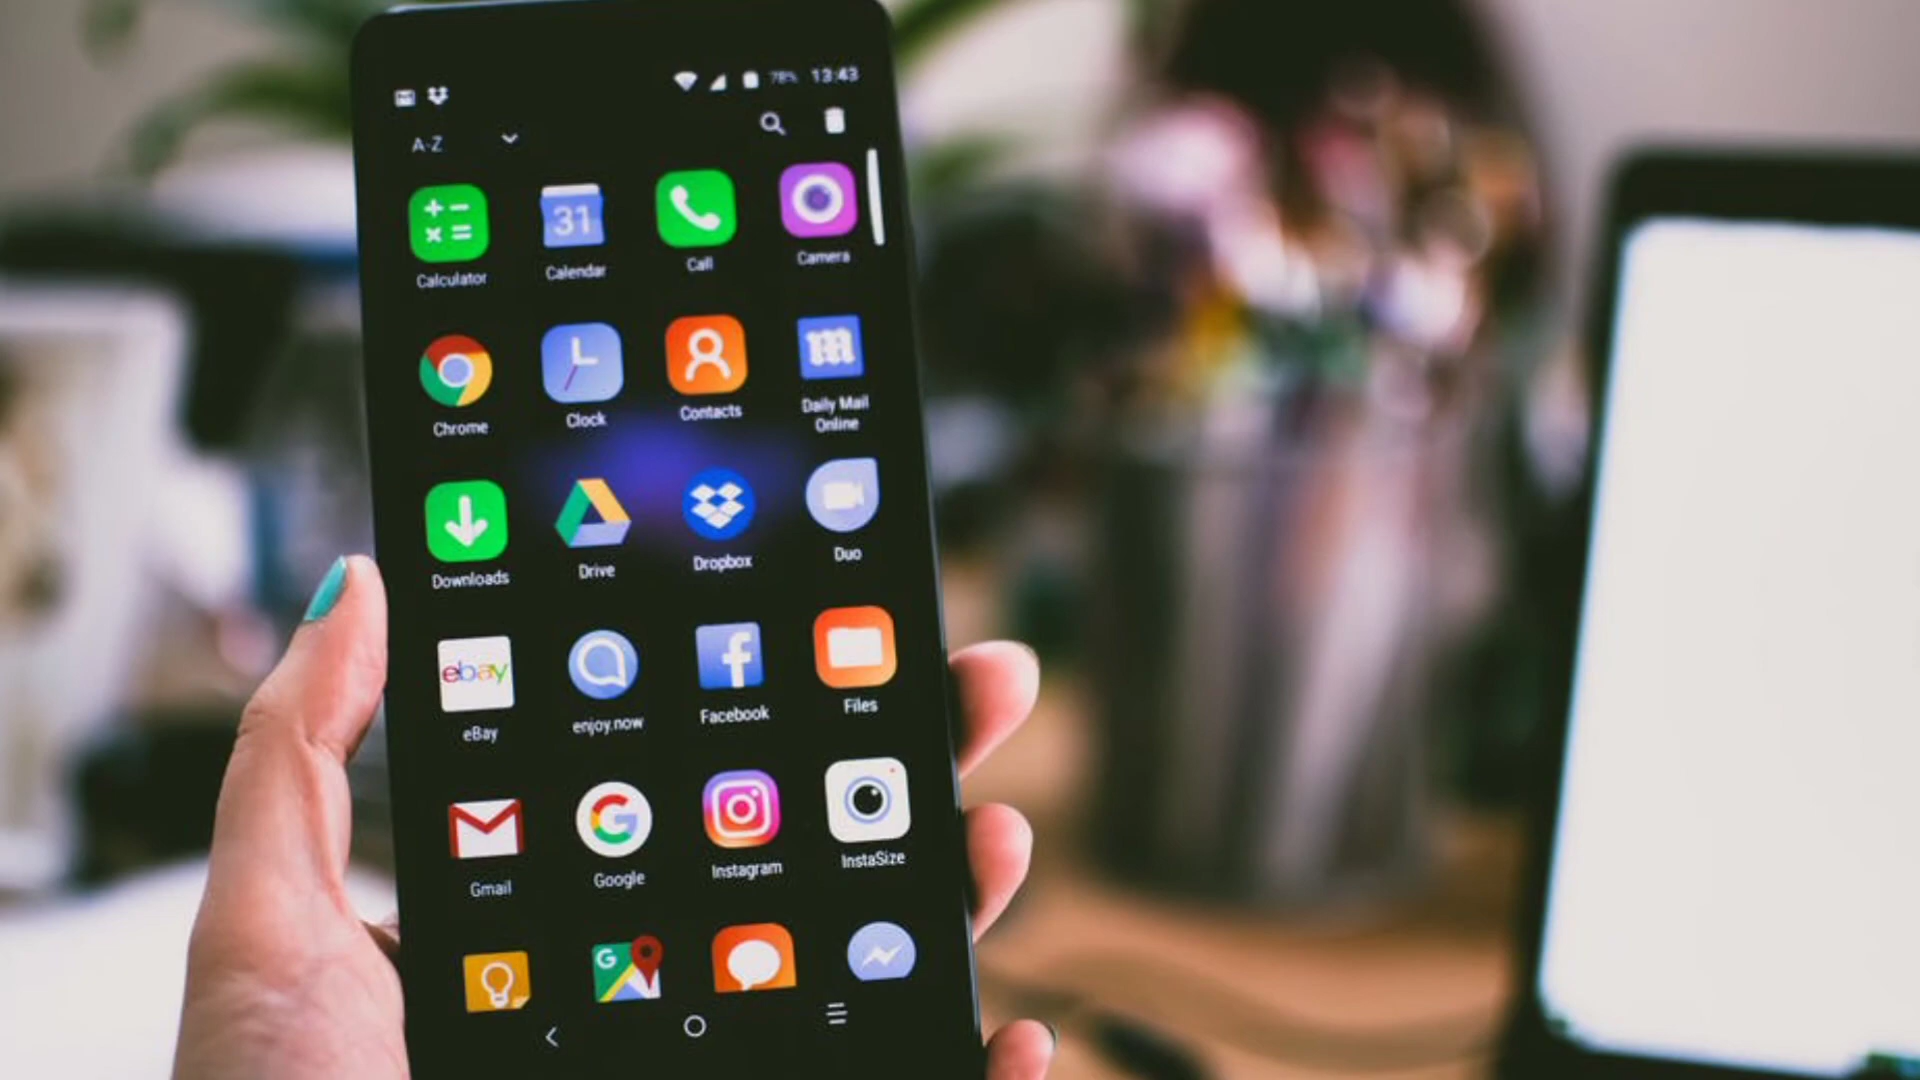 78% 13:43
A-Z
31
Calculator Calendar Call Camera
Chrome Clock Contacts Daily Mail
Online
Downloads Drive Dropbox Duo
ebay
eBay enjoy.now Facebook Files
Gmail Google Instagram InstaSize
G